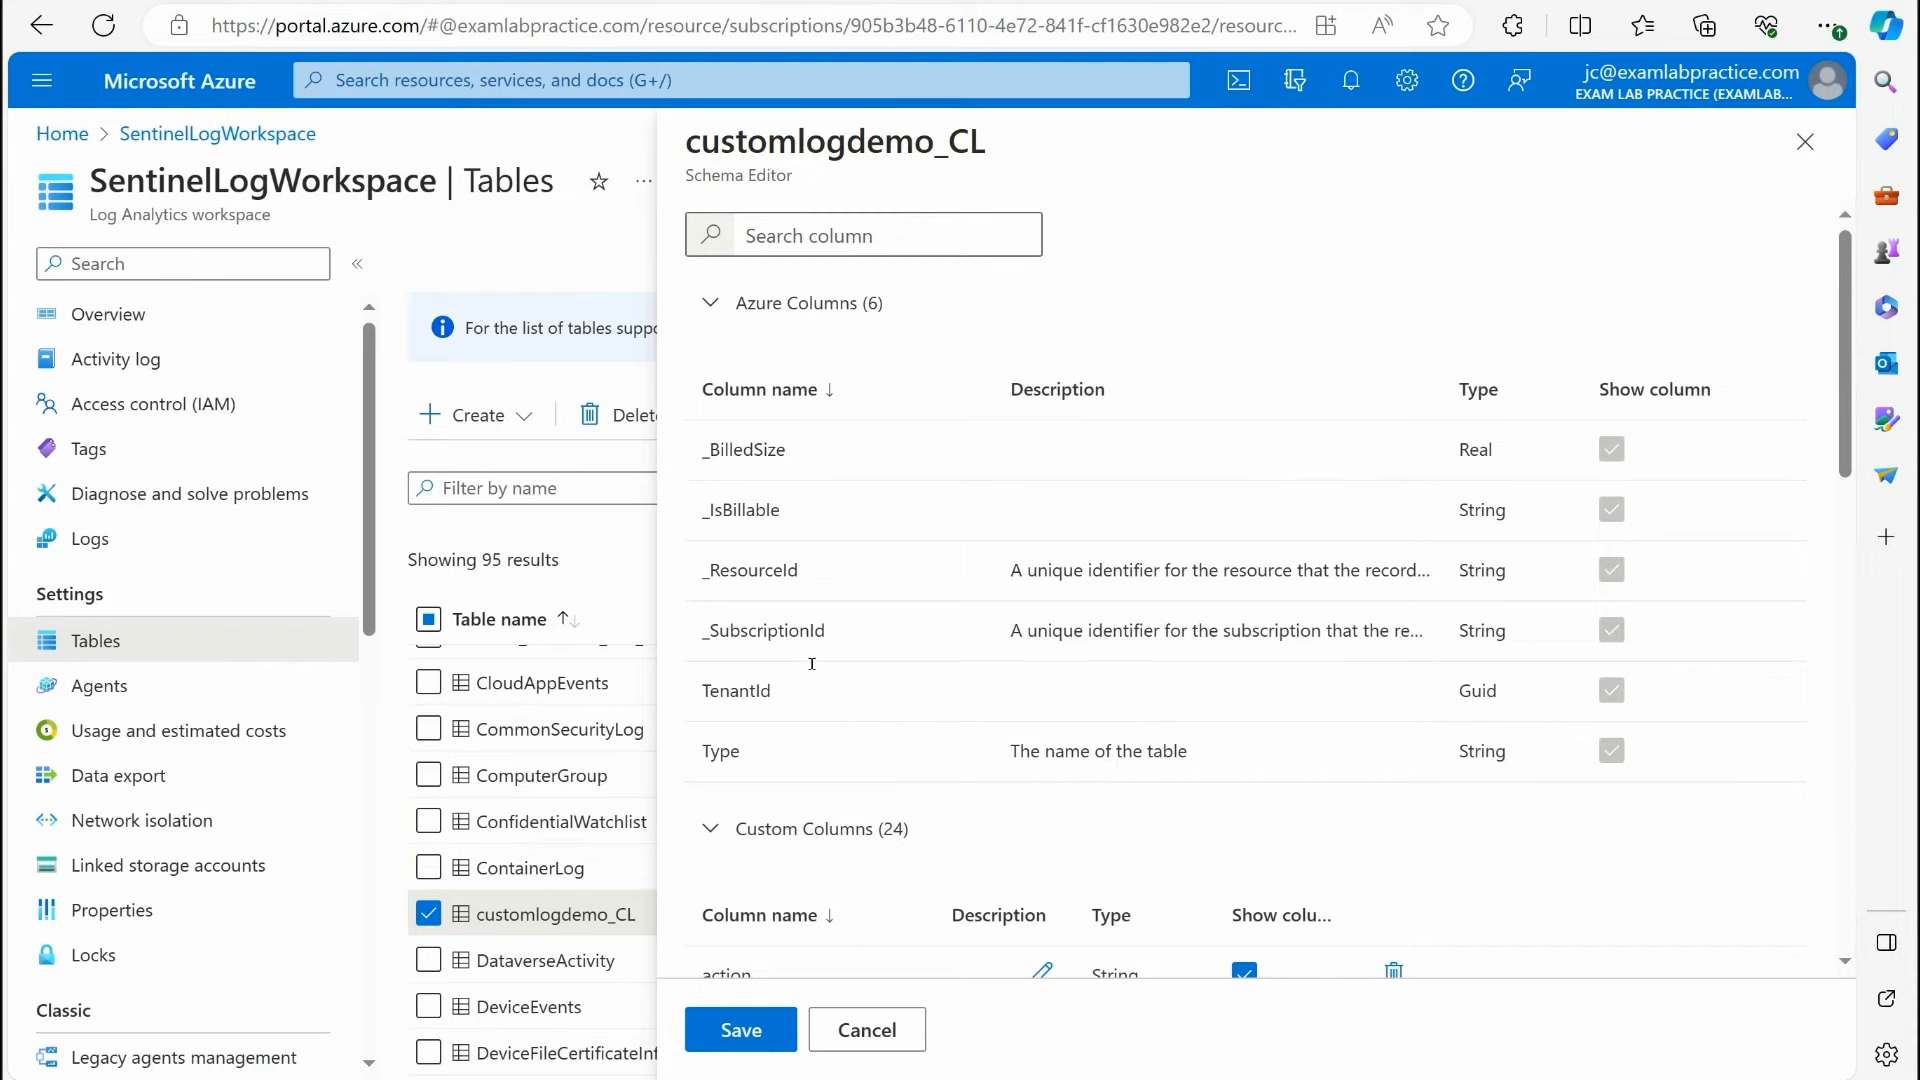 https://portal.azure.com/#@examlabpractice.com/resource/subscriptions/905b3b48-6110-4e72-841f-cf1630e982e2/resourc...
Microsoft Azure
Search resources, services, and docs (G+/)
jc@examlabpractice.com
EXAM LAB PRACTICE (EXAMLAB...
Home > SentinelLogWorkspace
SentinelLogWorkspace | Tables
Log Analytics workspace
Search
Overview
Activity log
Access control (IAM)
Tags
Diagnose and solve problems
Logs
Settings
Tables
Agents
Usage and estimated costs
Data export
Network isolation
Linked storage accounts
Properties
Locks
Classic
Legacy agents management
For the list of tables suppo
Create
Delete
Filter by name
Showing 95 results
Table name
CloudAppEvents
CommonSecurityLog
ComputerGroup
ConfidentialWatchlist
ContainerLog
customlogdemo_CL
DataverseActivity
DeviceEvents
DeviceFileCertificateInf
customlogdemo_CL
Schema Editor
Search column
Azure Columns (6)
Column name Description Type Show column
_BilledSize Real
_IsBillable String
_ResourceId A unique identifier for the resource that the record... String
_SubscriptionId A unique identifier for the subscription that the re... String
TenantId Guid
Type The name of the table String
Custom Columns (24)
Column name Description Type Show colu...
action String
Save Cancel